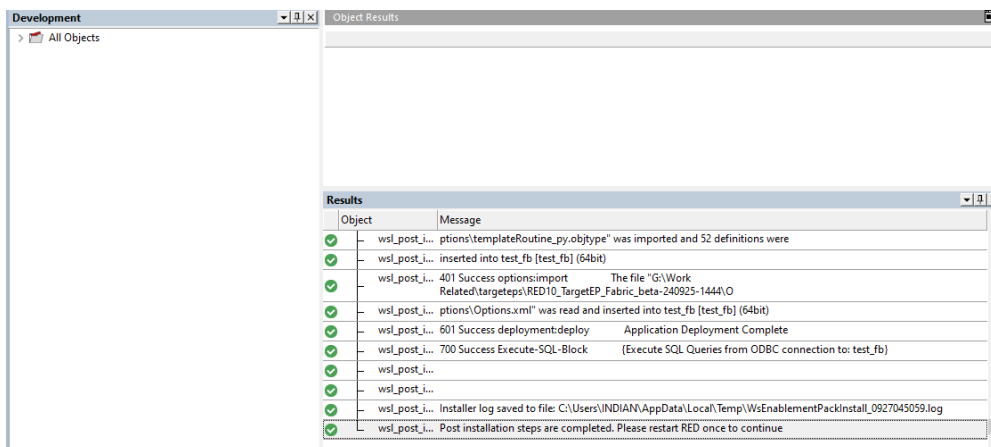 Development
Object Results
All Objects
Results
Object Message
wsl_post_i... ptions\templateRoutine_py.objtype" was imported and 52 definitions were
wsl_post_i... inserted into test_fb [test_fb] (64bit)
wsl_post_i... 401 Success options:import The file "G:\Work
Related\targeteps\RED10_TargetEP_Fabric_beta-240925-1444\O
wsl_post_i... ptions\Options.xml" was read and inserted into test_fb [test_fb] (64bit)
wsl_post_i... 601 Success deployment:deploy Application Deployment Complete
wsl_post_i... 700 Success Execute-SQL-Block {Execute SQL Queries from ODBC connection to: test_fb}
wsl_post_i...
wsl_post_i...
wsl_post_i... Installer log saved to file: C:\Users\INDIAN\AppData\Local\Temp\WsEnablementPackInstall_0927045059.log
wsl_post_i... Post installation steps are completed. Please restart RED once to continue